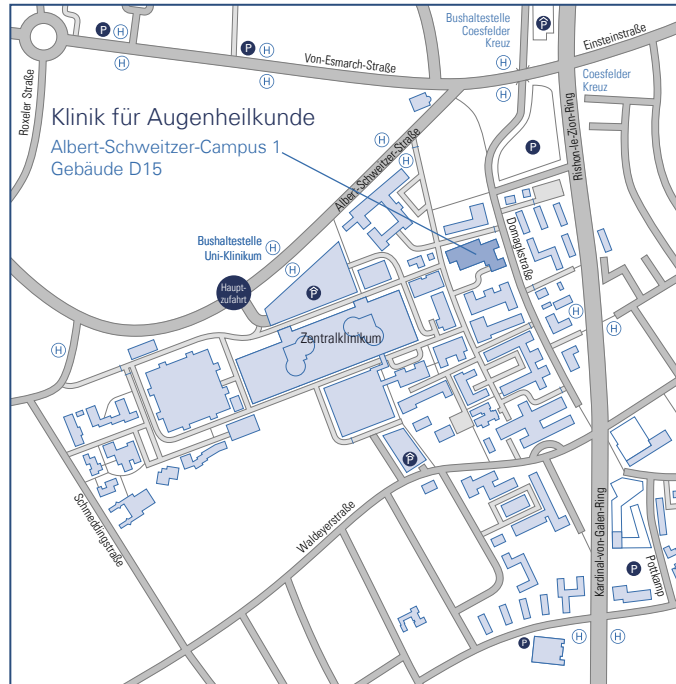 P
H
H
P
H
H
Von-Esmarch-Straße
Roxeler Straße
Bushaltestelle
Coesfelder
Kreuz
P
H
H
Einsteinstraße
Coesfelder
Kreuz
H
H
Klinik für Augenheilkunde
Albert-Schweitzer-Campus 1
Gebäude D15
Albert-Schweitzer-Straße
H
H
P
Rishon-le-Zion-Ring
Domagkstraße
Bushaltestelle
Uni-Klinikum
H
H
Haupt-
zufahrt
P
Zentralklinikum
H
H
H
P
Schmeddingstraße
Waldeyerstraße
Kardinal-von-Galen-Ring
Pottkamp
P
P
H
H